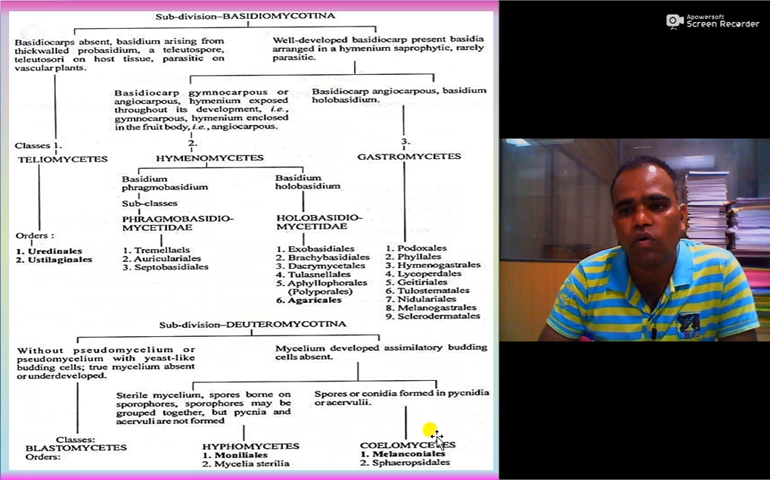 Sub-division–BASIDIOMYCOTINA
Basidiocarps absent, basidium arising from
thickwalled probasidium, a teleutospore,
teleutosori on host tissue, parasitic on
vascular plants.
Well-developed basidiocarp present basidia
arranged in a hymenium saprophytic, rarely
parasitic.
Basidiocarp gymnocarpous or
angiocarpous, hymenium exposed
throughout its development, i.e.,
gymnocarpous, hymenium enclosed
in the fruit body, i.e., angiocarpous.
Basidiocarp angiocarpous, basidium
holobasidium.
Classes 1.
TELIOMYCETES
2.
HYMENOMYCETES
3.
GASTROMYCETES
Basidium
phragmobasidium
Sub-classes
PHRAGMOBASIDIO-
MYCETIDAE
Basidium
holobasidium
HOLOBASIDIO-
MYCETIDAE
Orders :
1. Uredinales
2. Ustilaginales
1. Tremellaels
2. Auriculariales
3. Septobasidiales
1. Exobasidiales
2. Brachybasidiales
3. Dacrymycetales
4. Tulasnellales
5. Aphyllophorales
(Polyporales)
6. Agaricales
1. Podoxales
2. Phyllales
3. Hymenogastrales
4. Lycoperdales
5. Geitiriales
6. Tulostematales
7. Nidulariales
8. Melanogastrales
9. Sclerodermatales
Sub-division–DEUTEROMYCOTINA
Without pseudomycelium or
pseudomycelium with yeast-like
budding cells; true mycelium absent
or underdeveloped.
Mycelium developed assimilatory budding
cells absent.
Sterile mycelium, spores borne on
sporophores, sporophores may be
grouped together, but pycnia and
acervuli are not formed
Spores or conidia formed in pycnidia
or acervulii.
Classes:
BLASTOMYCETES
Orders:
HYPHOMYCETES
1. Moniliales
2. Mycelia sterilia
COELOMYCETES
1. Melanconiales
2. Sphaeropsidales
Apowersoft
Screen Recorder